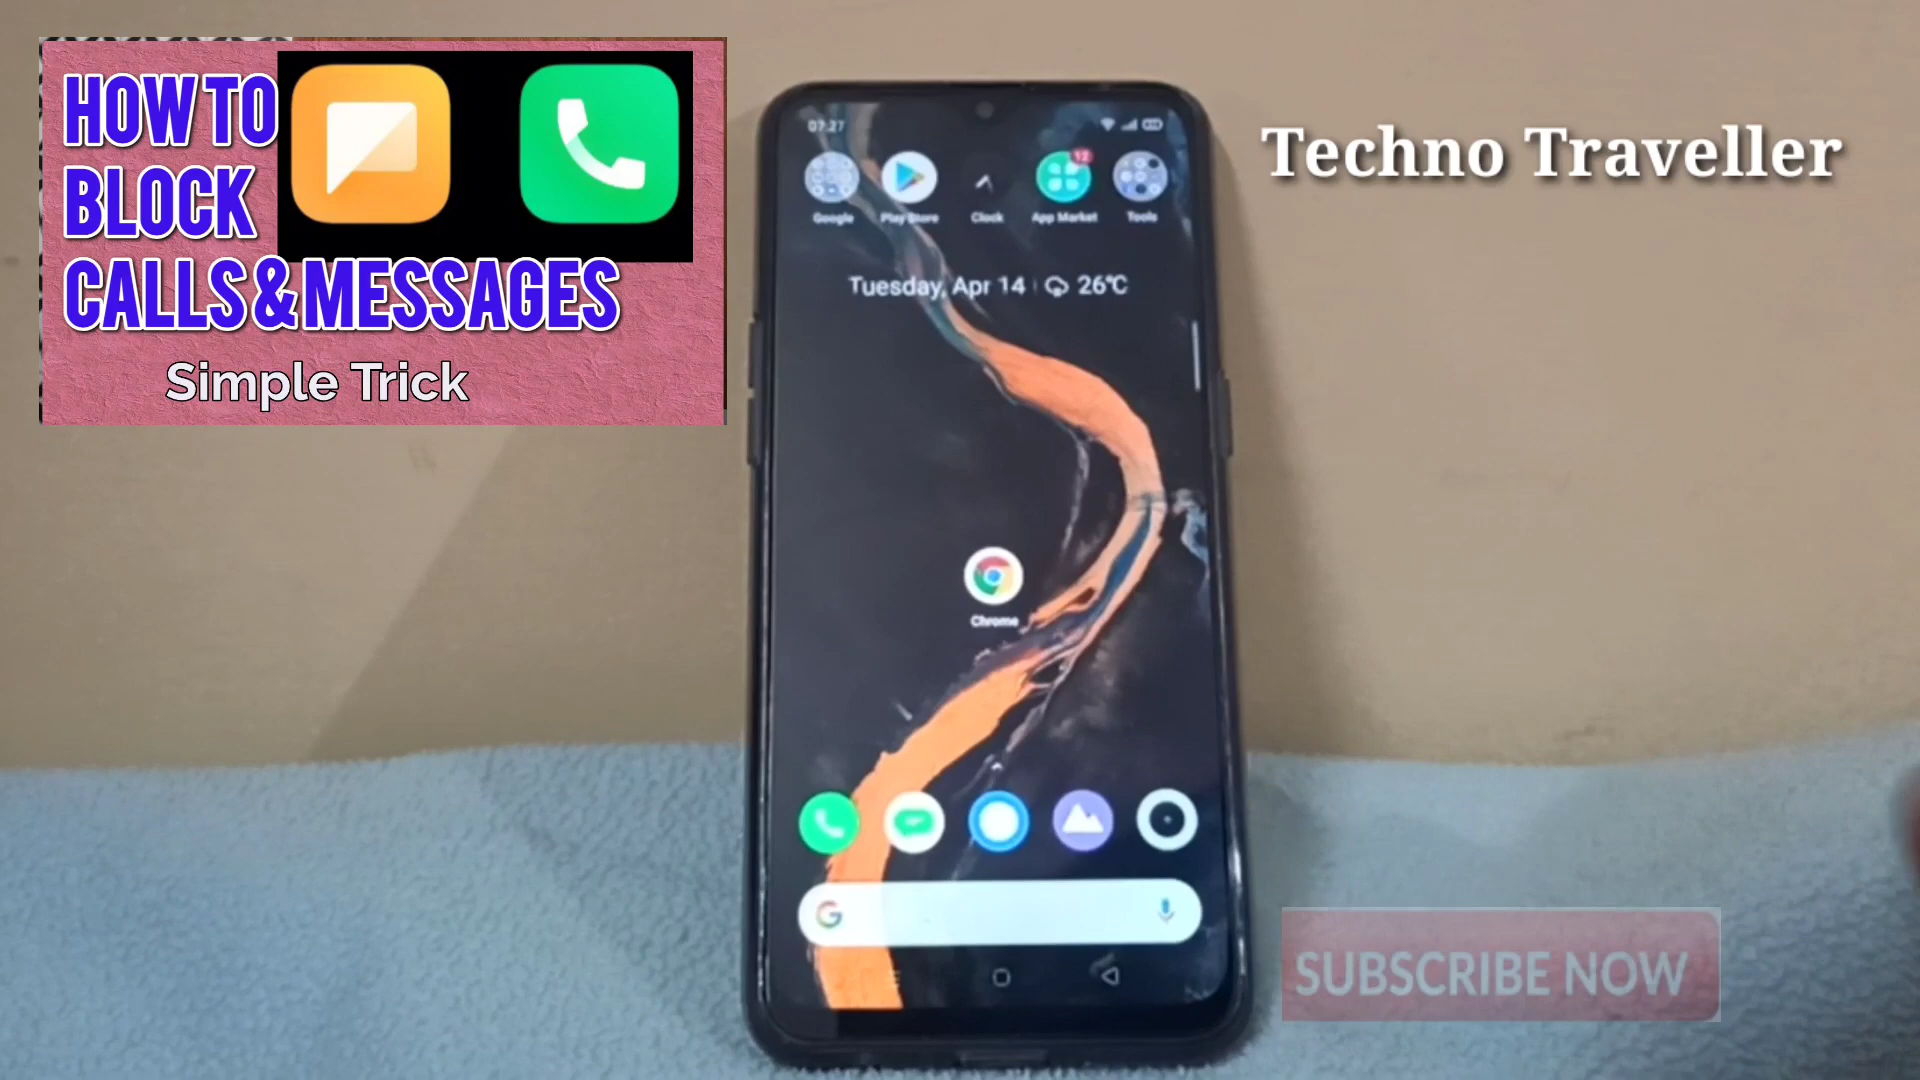 HOW TO
BLOCK
CALLS & MESSAGES
Simple Trick
Techno Traveller
07:27
12
Google
Play Store
Clock
App Market
Tools
Tuesday, Apr 14
26°C
Chrome
SUBSCRIBE NOW